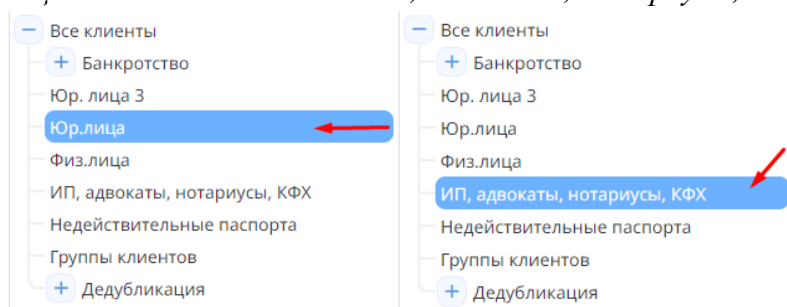 Все клиенты
Банкротство
Юр. лица 3
Юр.лица
Физ.лица
ИП, адвокаты, нотариусы, КФХ
Недействительные паспорта
Группы клиентов
Дедубликация
Все клиенты
Банкротство
Юр. лица 3
Юр.лица
Физ.лица
ИП, адвокаты, нотариусы, КФХ
Недействительные паспорта
Группы клиентов
Дедубликация